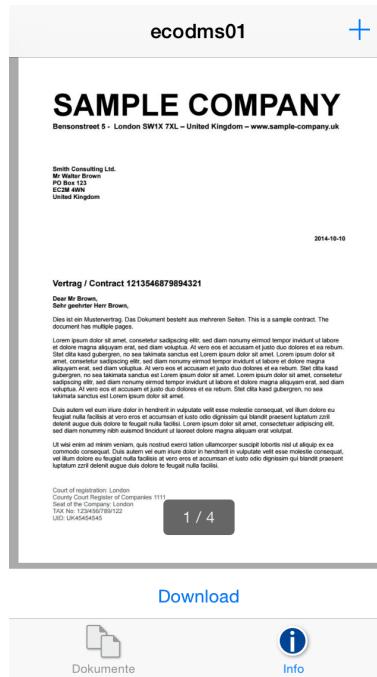 ecodms01
SAMPLE COMPANY
Bensonstreet 5 - London SW1X 7XL – United Kingdom – www.sample-company.uk
Smith Consulting Ltd.
Mr Walter Brown
PO Box 123
EC2M 4WN
United Kingdom
2014-10-10
Vertrag / Contract 1213546879894321
Dear Mr Brown,
Sehr geehrter Herr Brown,
Dies ist ein Mustervertrag. Das Dokument besteht aus mehreren Seiten. This is a sample contract. The
document has multiple pages.
Lorem ipsum dolor sit amet, consetetur sadipscing elitr, sed diam nonumy eirmod tempor invidunt ut labore
et dolore magna aliquyam erat, sed diam voluptua. At vero eos et accusam et justo duo dolores et ea rebum.
Stet clita kasd gubergren, no sea takimata sanctus est Lorem ipsum dolor sit amet. Lorem ipsum dolor sit
amet, consetetur sadipscing elitr, sed diam nonumy eirmod tempor invidunt ut labore et dolore magna
aliquyam erat, sed diam voluptua. At vero eos et accusam et justo duo dolores et ea rebum. Stet clita kasd
gubergren, no sea takimata sanctus est Lorem ipsum dolor sit amet. Lorem ipsum dolor sit amet, consetetur
sadipscing elitr, sed diam nonumy eirmod tempor invidunt ut labore et dolore magna aliquyam erat, sed diam
voluptua. At vero eos et accusam et justo duo dolores et ea rebum. Stet clita kasd gubergren, no sea
takimata sanctus est Lorem ipsum dolor sit amet.
Duis autem vel eum iriure dolor in hendrerit in vulputate velit esse molestie consequat, vel illum dolore eu
feugiat nulla facilisis at vero eros et accumsan et iusto odio dignissim qui blandit praesent luptatum zzril
delenit augue duis dolore te feugait nulla facilisi. Lorem ipsum dolor sit amet, consectetuer adipiscing elit,
sed diam nonummy nibh euismod tincidunt ut laoreet dolore magna aliquam erat volutpat.
Ut wisi enim ad minim veniam, quis nostrud exerci tation ullamcorper suscipit lobortis nisl ut aliquip ex ea
commodo consequat. Duis autem vel eum iriure dolor in hendrerit in vulputate velit esse molestie consequat,
vel illum dolore eu feugiat nulla facilisis at vero eros et accumsan et iusto odio dignissim qui blandit praesent
luptatum zzril delenit augue duis dolore te feugait nulla facilisi.
Court of registration: London
County Court Register of Companies 1111
Seat of the Company: London
TAX No: 123/456/789/122
UID: UK45454545
1 / 4
Download
Dokumente
Info